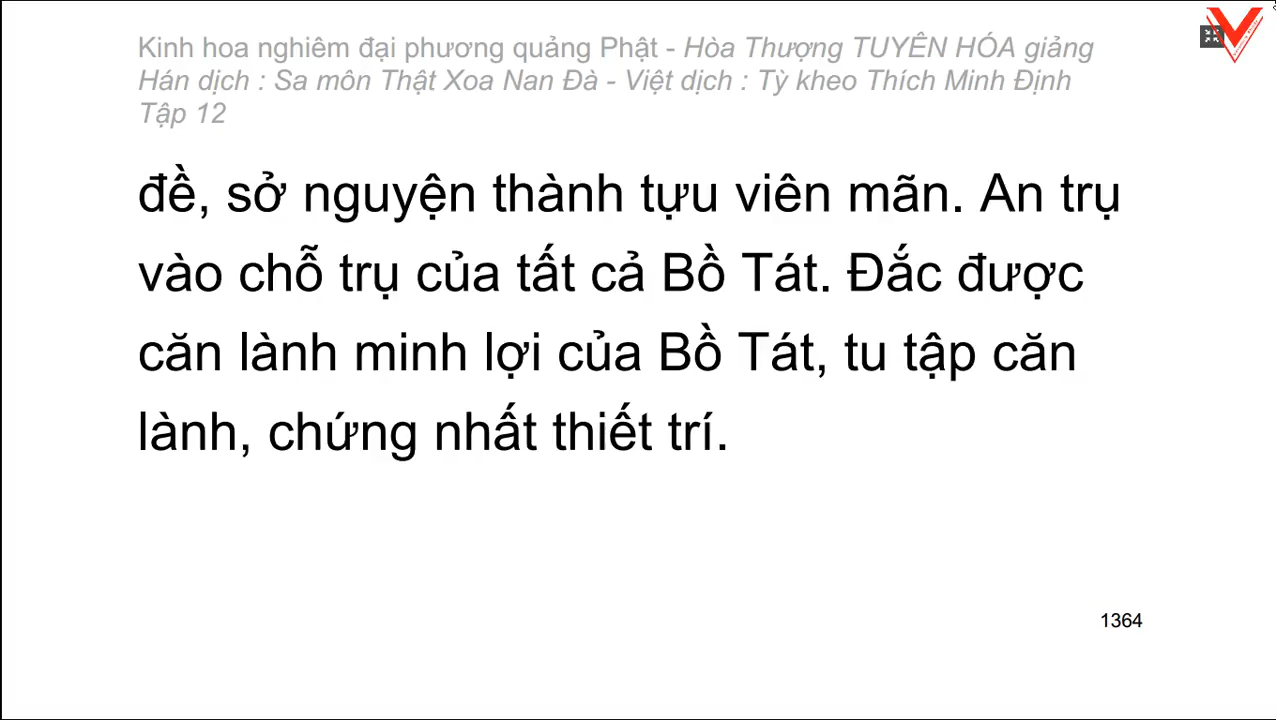 Kinh hoa nghiêm đại phương quảng Phật - Hòa Thượng TUYÊN HÓA giảng
Hán dịch : Sa môn Thật Xoa Nan Đà - Việt dịch : Tỳ kheo Thích Minh Định
Tập 12
đề, sở nguyện thành tựu viên mãn. An trụ
vào chỗ trụ của tất cả Bồ Tát. Đắc được
căn lành minh lợi của Bồ Tát, tu tập căn
lành, chứng nhất thiết trí.
1364